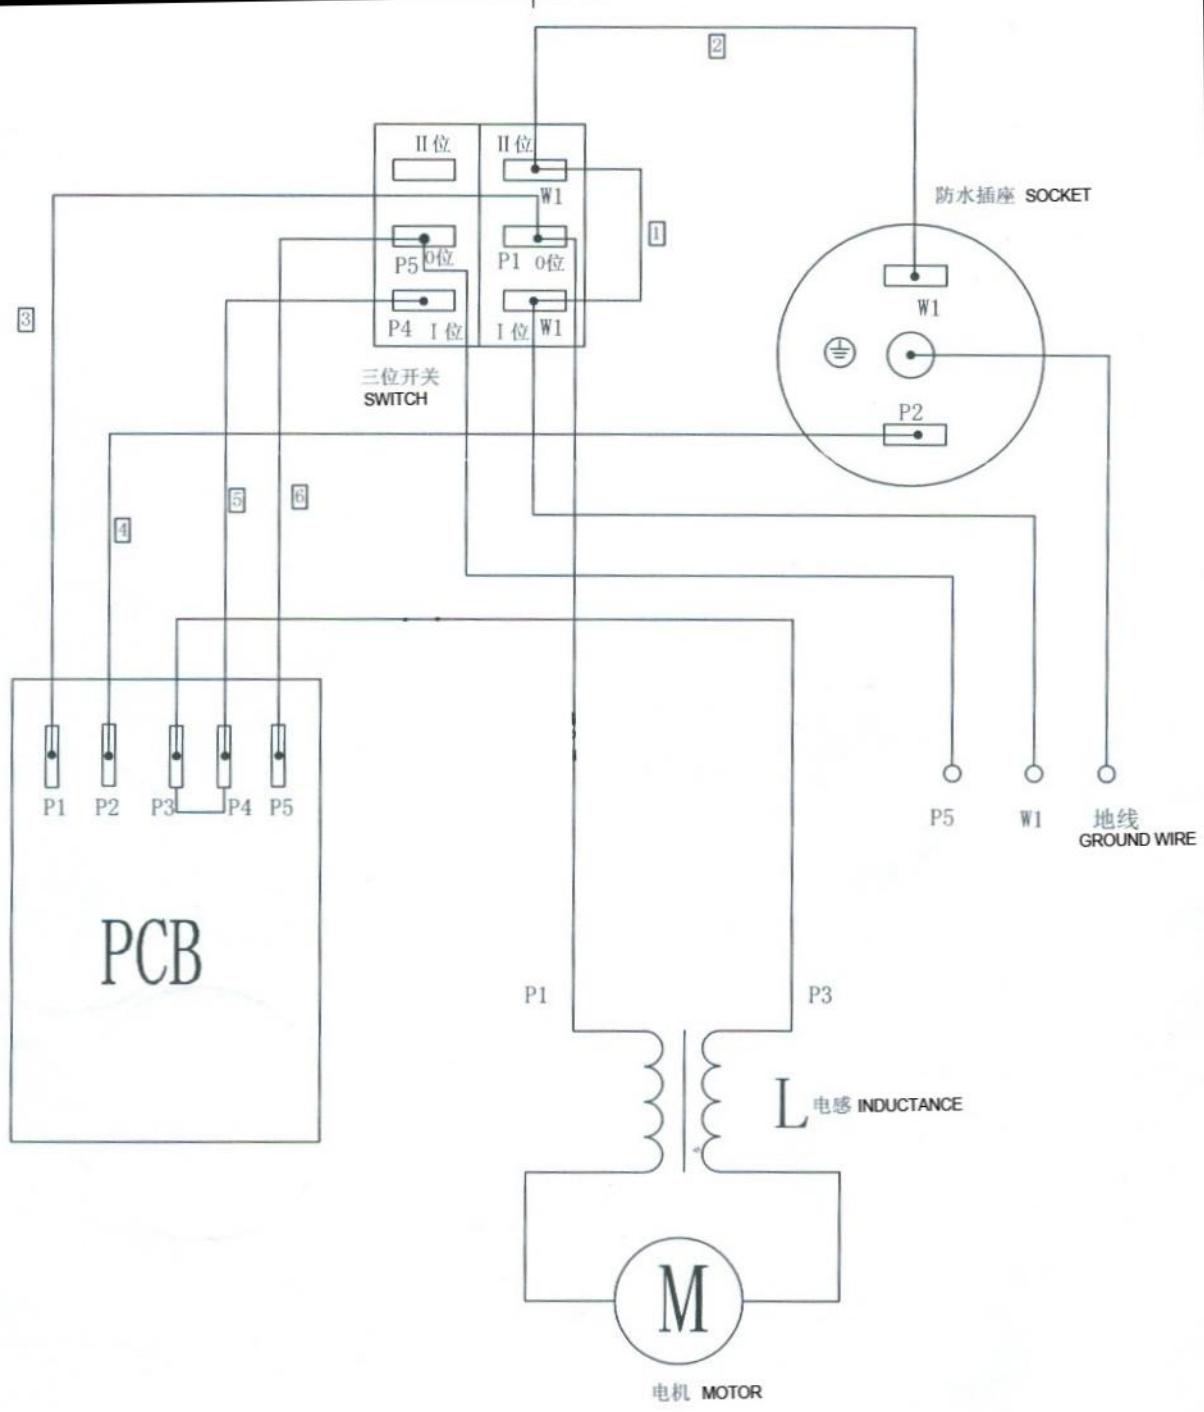 2
II位
II位
W1
防水插座 SOCKET
1
P5
0位
P1
0位
W1
3
P4
I位
I位
W1
三位开关
SWITCH
P2
5
6
4
P1
P2
P3
P4
P5
P5
W1
地线
GROUND WIRE
PCB
P1
P3
L 电感 INDUCTANCE
M
电机 MOTOR